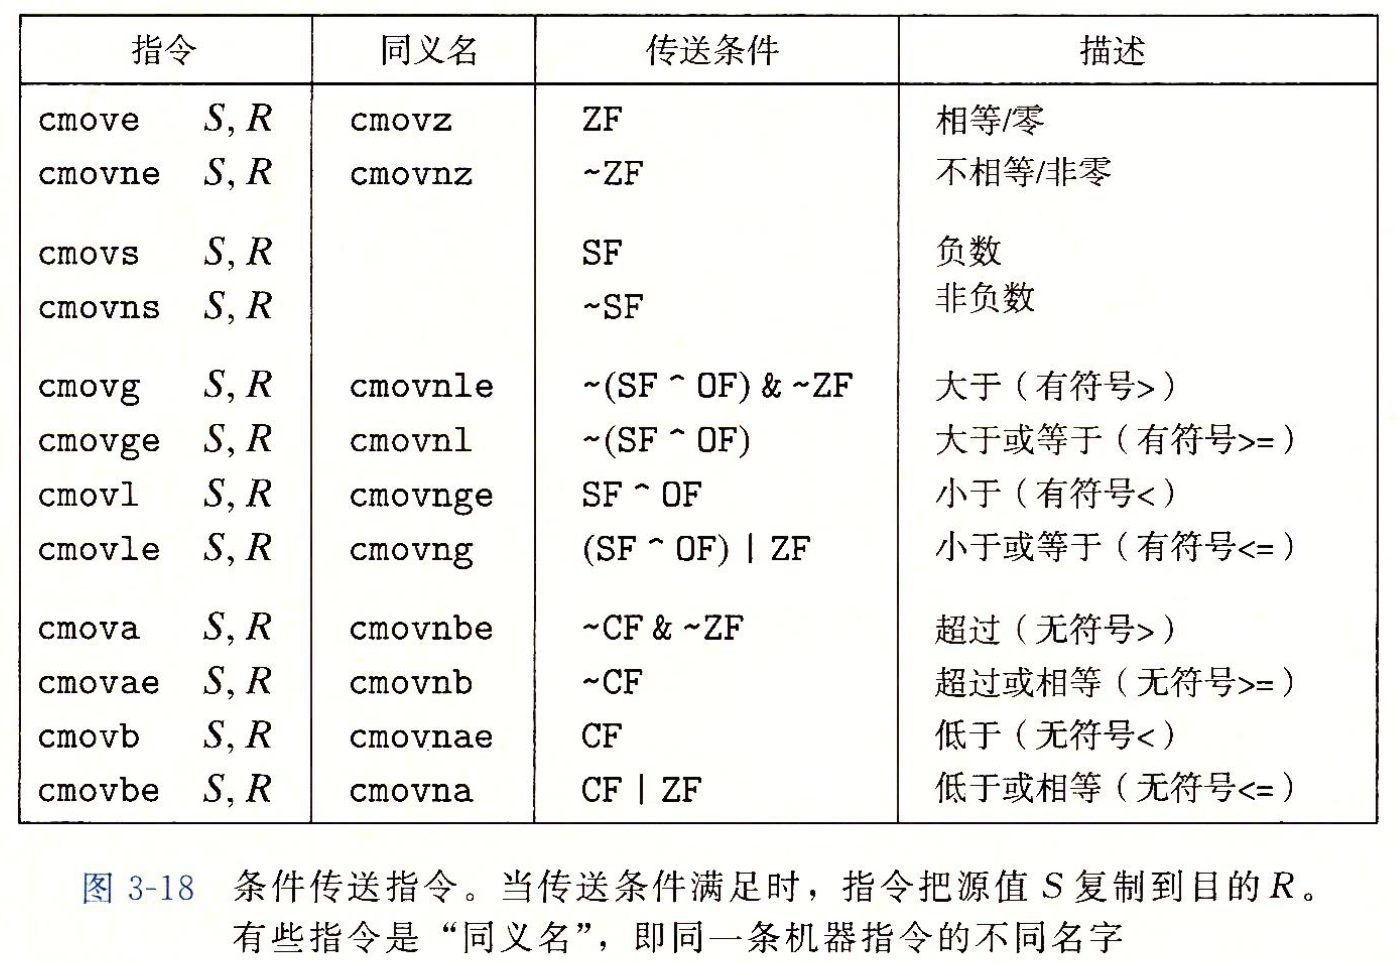 指令 同义名 传送条件 描述
cmove S, R cmovz ZF 相等/零
cmovne S, R cmovnz ~ZF 不相等/非零
cmovs S, R SF 负数
cmovns S, R ~SF 非负数
cmovg S, R cmovnle ~(SF ^ OF) & ~ZF 大于（有符号>）
cmovge S, R cmovnl ~(SF ^ OF) 大于或等于（有符号>=）
cmovl S, R cmovnge SF ^ OF 小于（有符号<）
cmovle S, R cmovng (SF ^ OF) | ZF 小于或等于（有符号<=）
cmova S, R cmovnbe ~CF & ~ZF 超过（无符号>）
cmovae S, R cmovnb ~CF 超过或相等（无符号>=）
cmovb S, R cmovnae CF 低于（无符号<）
cmovbe S, R cmovna CF | ZF 低于或相等（无符号<=）
图 3-18 条件传送指令。当传送条件满足时，指令把源值 S 复制到目的 R。
有些指令是“同义名”，即同一条机器指令的不同名字